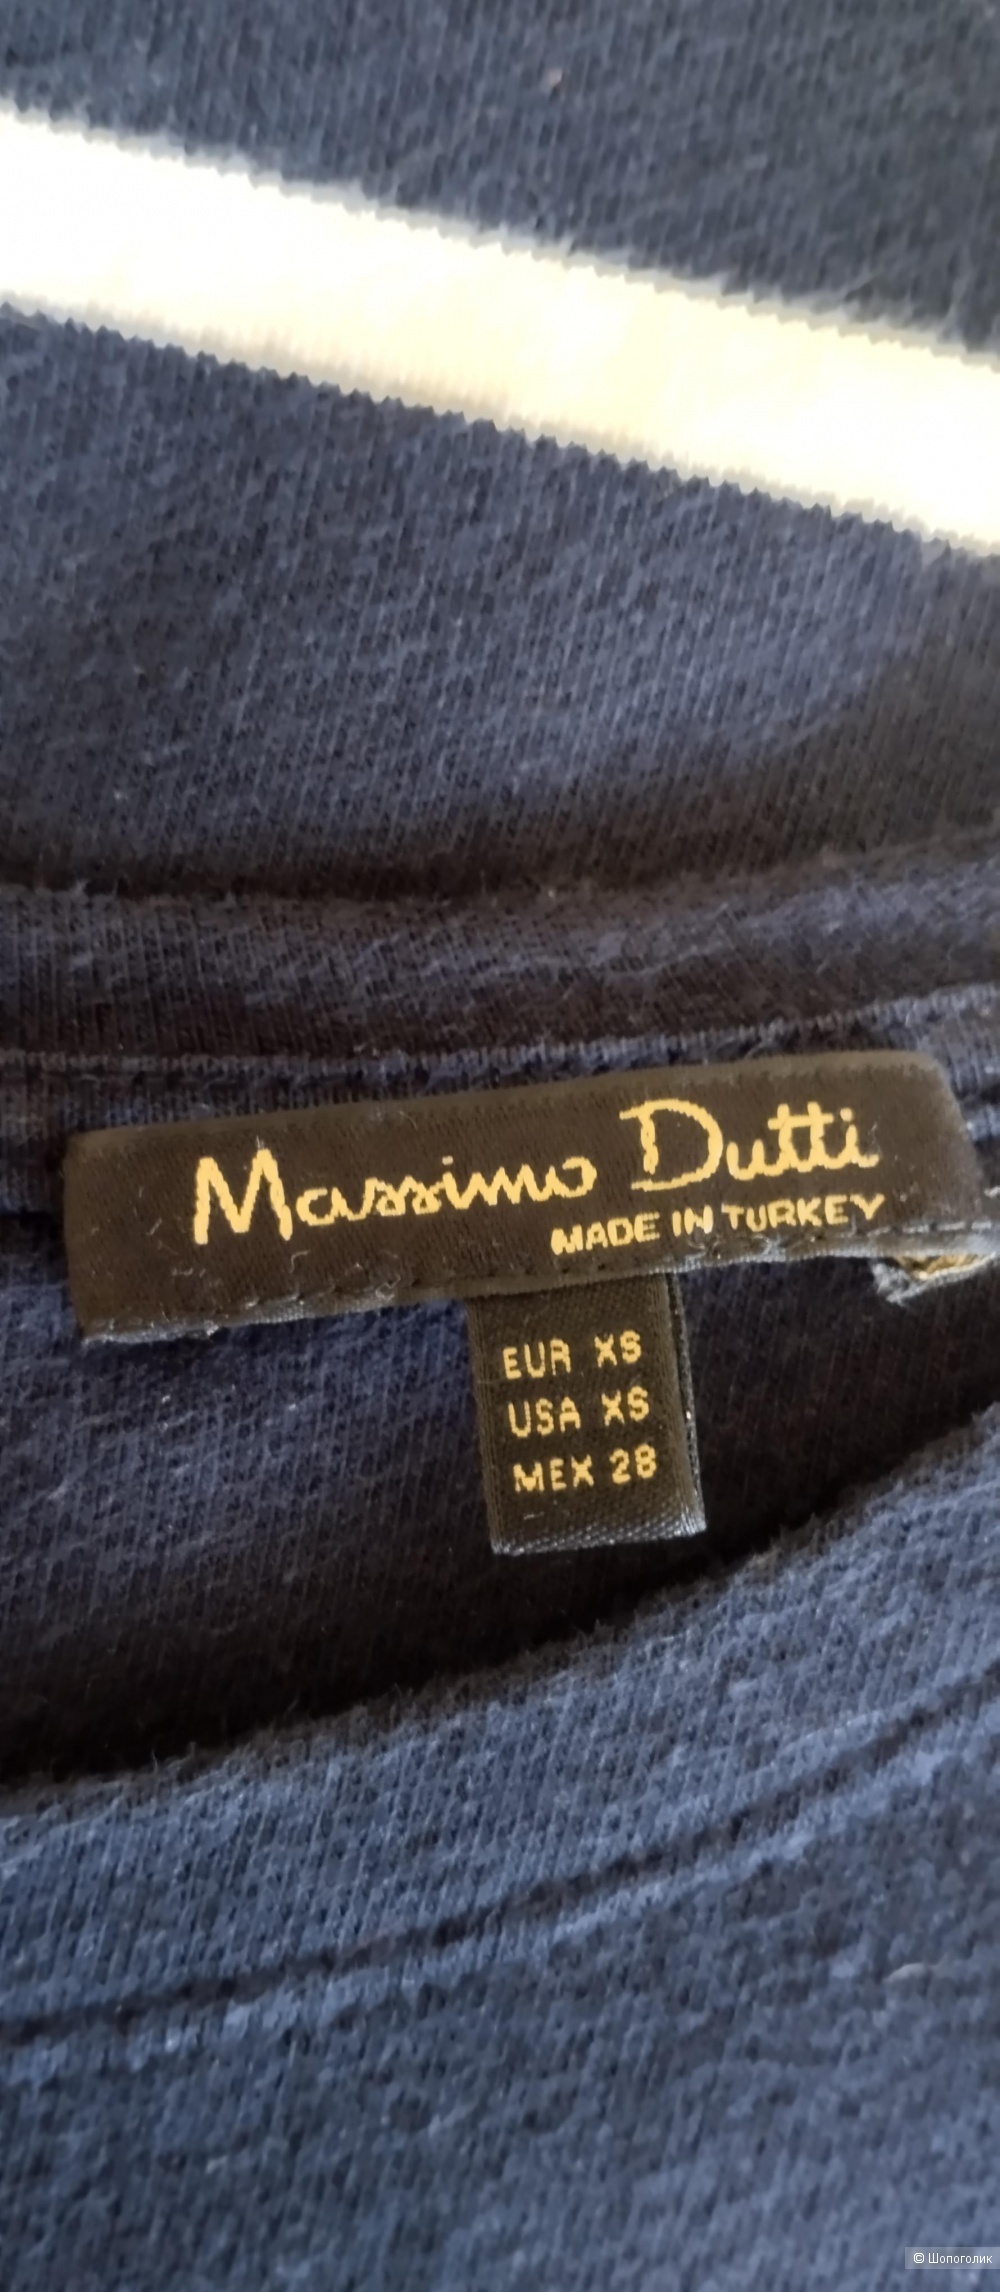 Massimo Dutti
MADE IN TURKEY
EUR XS
USA XS
MEX 28
© Шопоголик